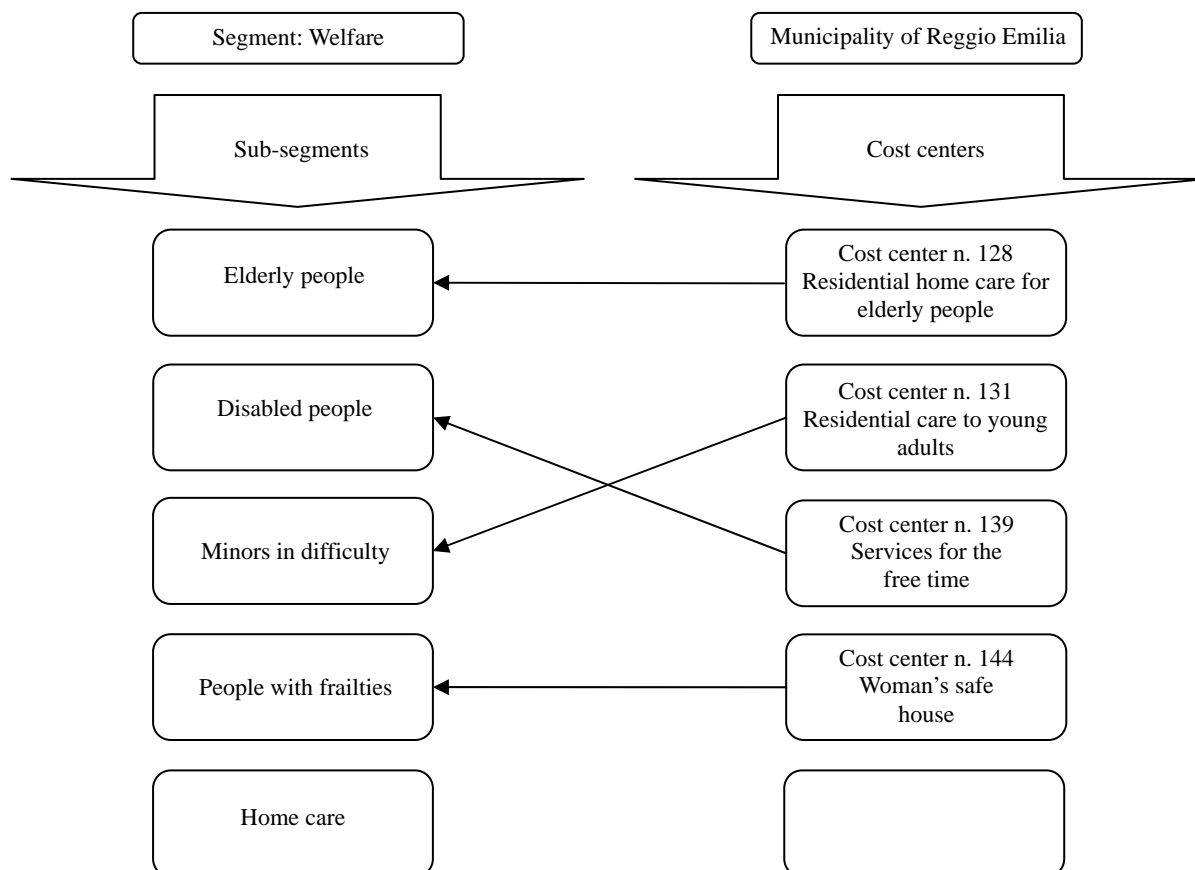 Segment: Welfare
Municipality of Reggio Emilia
Sub-segments
Cost centers
Elderly people
Cost center n. 128
Residential home care for
elderly people
Disabled people
Cost center n. 131
Residential care to young
adults
Minors in difficulty
Cost center n. 139
Services for the
free time
People with frailties
Cost center n. 144
Woman’s safe
house
Home care